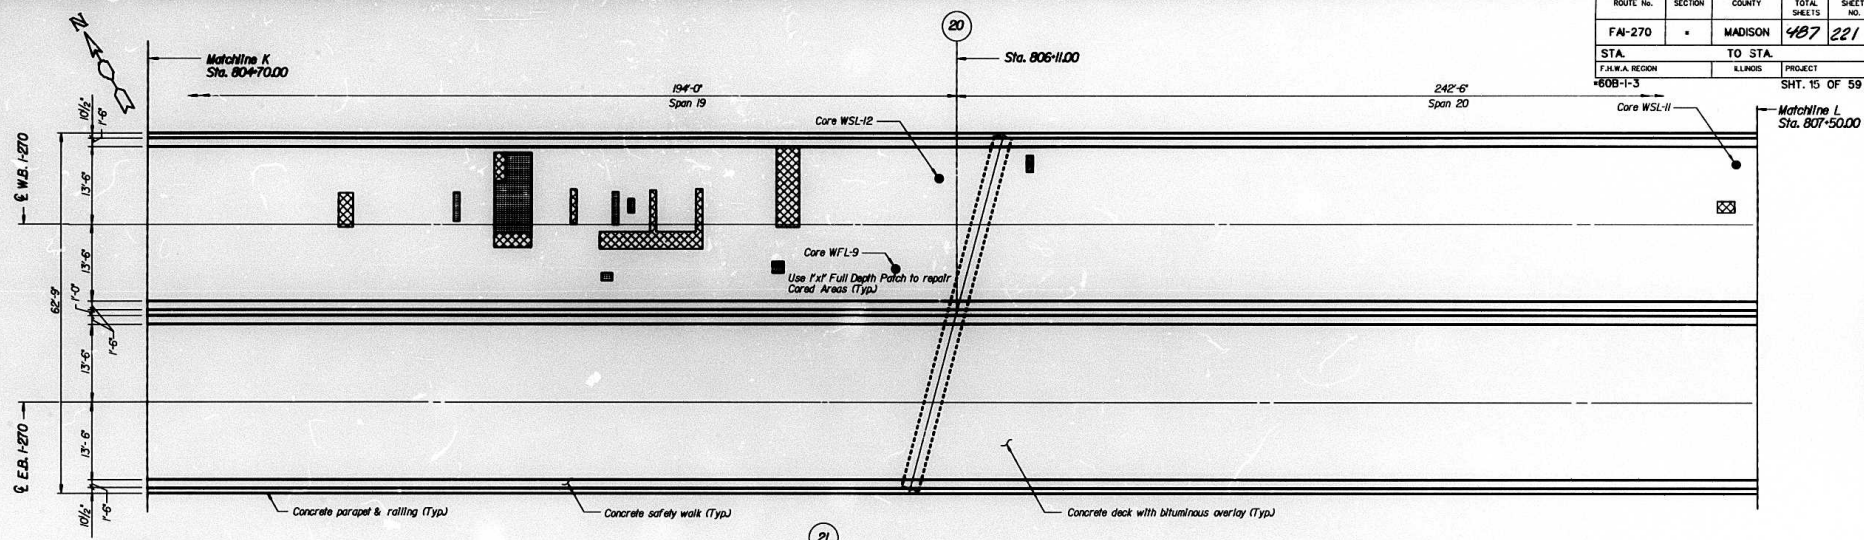 ROUTE No. SECTION COUNTY TOTAL SHEETS SHEET NO.
FAI-270 * MADISON 487 221
STA. TO STA.
F.H.W.A. REGION ILLINOIS PROJECT
*60B-1-3 SHT. 15 OF 59
N
20
Matchline K
Sta. 804+70.00
Sta. 806+11.00
194'-0"
Span 19
242'-6"
Span 20
Core WSL-12
Core WSL-11
Matchline L
Sta. 807+50.00
10½"
1'-6"
℄ W.B. I-270
13'-6"
13'-6"
62'-9"
1'-0"
1'-6"
13'-6"
℄ E.B. I-270
13'-6"
10½"
1'-6"
Core WFL-9
Use 1'x1' Full Depth Patch to repair
Cored Areas (Typ.)
Concrete parapet & railing (Typ.)
Concrete safety walk (Typ.)
Concrete deck with bituminous overlay (Typ.)
21